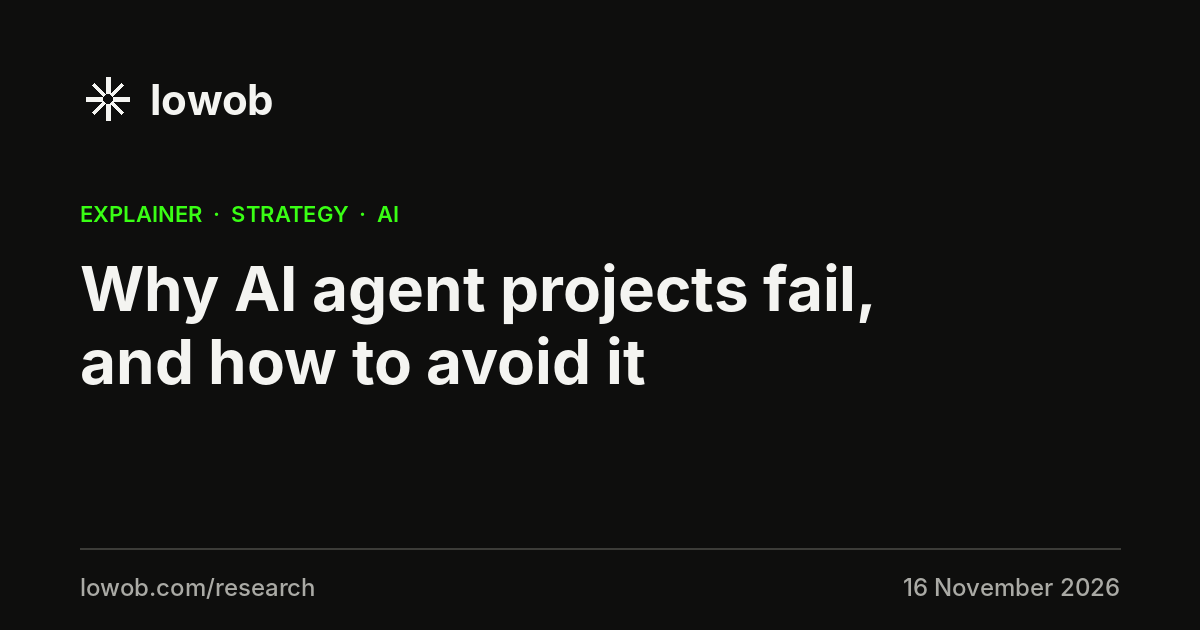 lowob
EXPLAINER · STRATEGY · AI
Why AI agent projects fail,
and how to avoid it
lowob.com/research
16 November 2026